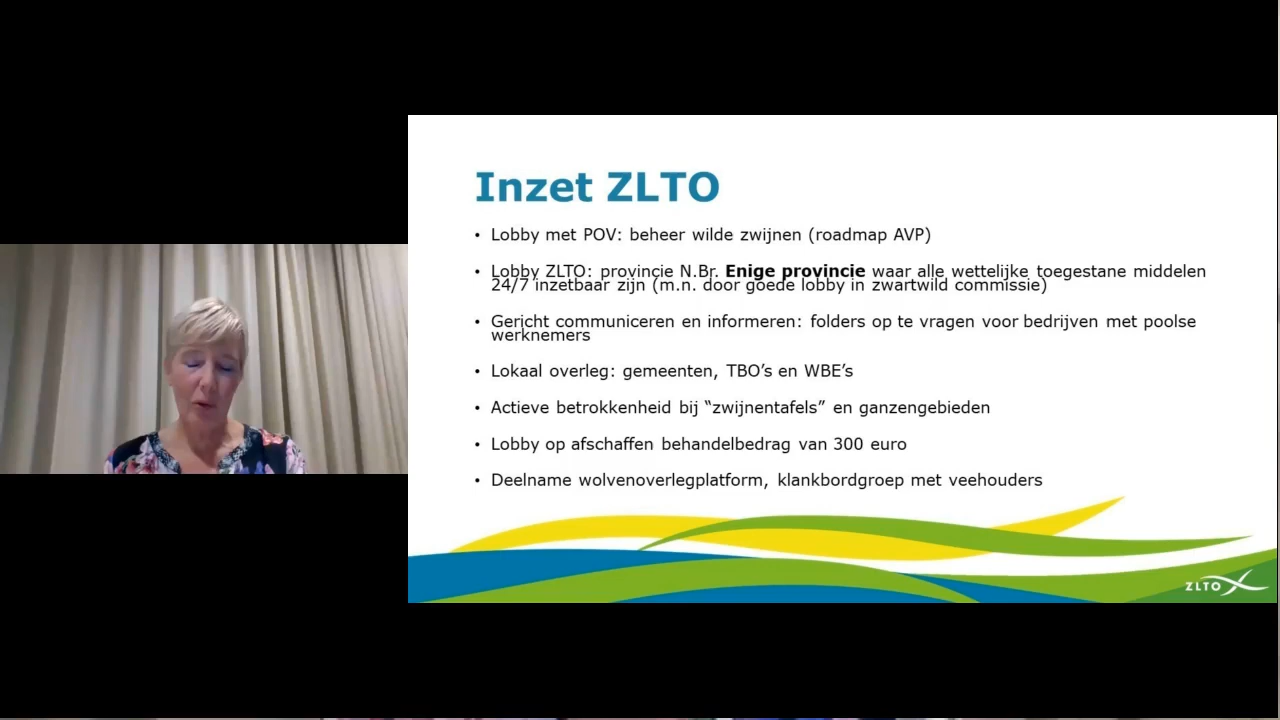 Inzet ZLTO
• Lobby met POV: beheer wilde zwijnen (roadmap AVP)
• Lobby ZLTO: provincie N.Br. Enige provincie waar alle wettelijke toegestane middelen
24/7 inzetbaar zijn (m.n. door goede lobby in zwartwild commissie)
• Gericht communiceren en informeren: folders op te vragen voor bedrijven met poolse
werknemers
• Lokaal overleg: gemeenten, TBO’s en WBE’s
• Actieve betrokkenheid bij “zwijnentafels” en ganzengebieden
• Lobby op afschaffen behandelbedrag van 300 euro
• Deelname wolvenoverlegplatform, klankbordgroep met veehouders
ZLTO